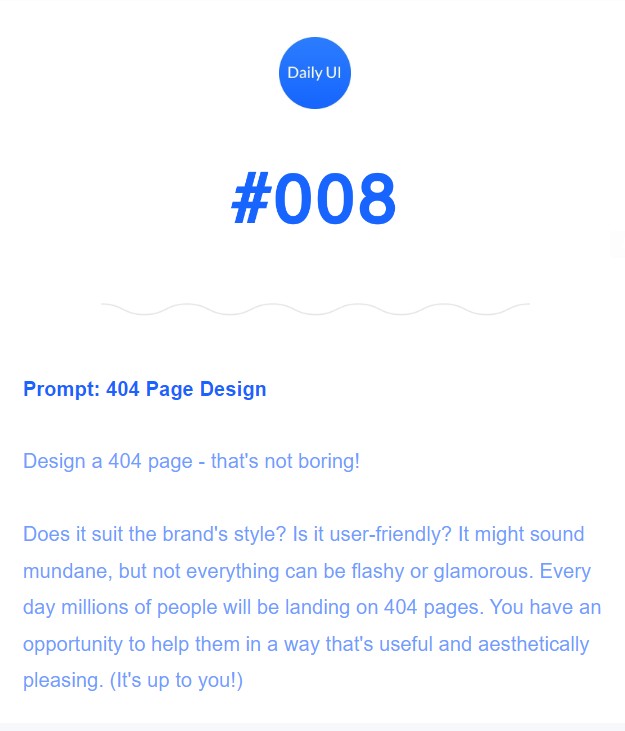 Daily UI
#008
Prompt: 404 Page Design
Design a 404 page - that's not boring!
Does it suit the brand's style? Is it user-friendly? It might sound
mundane, but not everything can be flashy or glamorous. Every
day millions of people will be landing on 404 pages. You have an
opportunity to help them in a way that's useful and aesthetically
pleasing. (It's up to you!)